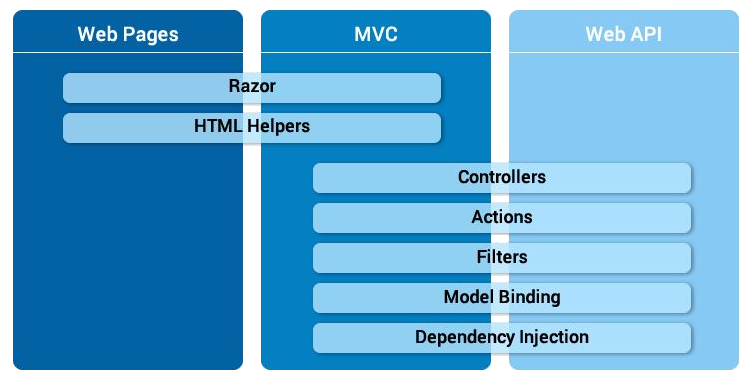 Web Pages
MVC
Web API
Razor
HTML Helpers
Controllers
Actions
Filters
Model Binding
Dependency Injection